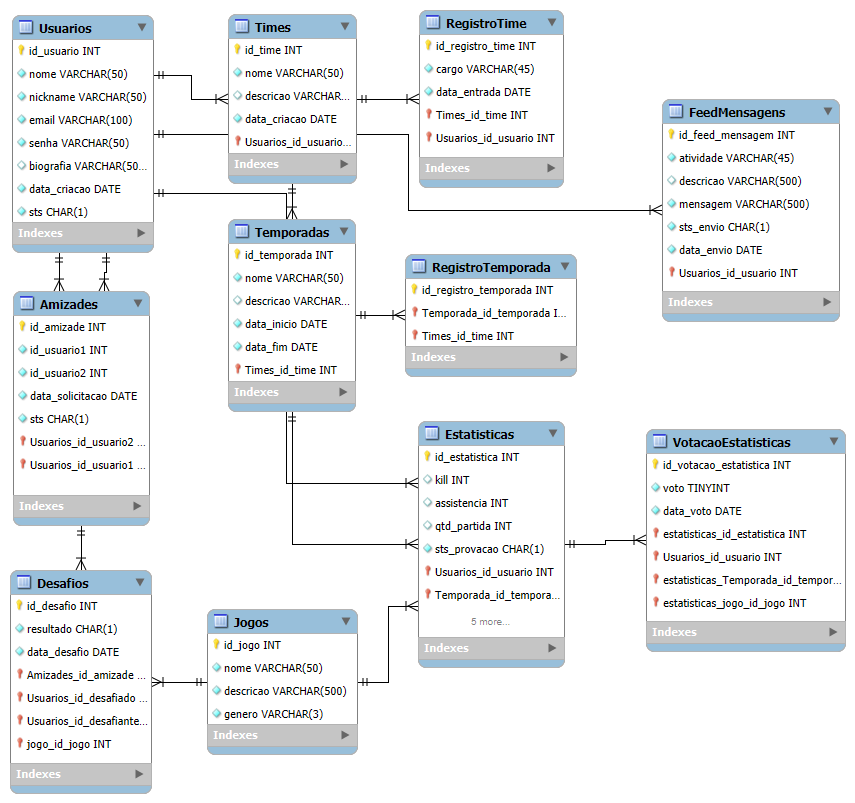 Usuarios
id_usuario INT
nome VARCHAR(50)
nickname VARCHAR(50)
email VARCHAR(100)
senha VARCHAR(50)
biografia VARCHAR(50...
data_criacao DATE
sts CHAR(1)
Indexes
Times
id_time INT
nome VARCHAR(50)
descricao VARCHAR...
data_criacao DATE
Usuarios_id_usuario...
Indexes
RegistroTime
id_registro_time INT
cargo VARCHAR(45)
data_entrada DATE
Times_id_time INT
Usuarios_id_usuario INT
Indexes
FeedMensagens
id_feed_mensagem INT
atividade VARCHAR(45)
descricao VARCHAR(500)
mensagem VARCHAR(500)
sts_envio CHAR(1)
data_envio DATE
Usuarios_id_usuario INT
Indexes
Temporadas
id_temporada INT
nome VARCHAR(50)
descricao VARCHAR...
data_inicio DATE
data_fim DATE
Times_id_time INT
Indexes
RegistroTemporada
id_registro_temporada INT
Temporada_id_temporada I...
Times_id_time INT
Indexes
Amizades
id_amizade INT
id_usuario1 INT
id_usuario2 INT
data_solicitacao DATE
sts CHAR(1)
Usuarios_id_usuario2 ...
Usuarios_id_usuario1 ...
Indexes
Estatisticas
id_estatistica INT
kill INT
assistencia INT
qtd_partida INT
sts_provacao CHAR(1)
Usuarios_id_usuario INT
Temporada_id_tempora...
5 more...
Indexes
VotacaoEstatisticas
id_votacao_estatistica INT
voto TINYINT
data_voto DATE
estatisticas_id_estatistica INT
Usuarios_id_usuario INT
estatisticas_Temporada_id_tempor...
estatisticas_jogo_id_jogo INT
Indexes
Desafios
id_desafio INT
resultado CHAR(1)
data_desafio DATE
Amizades_id_amizade ...
Usuarios_id_desafiado ...
Usuarios_id_desafiante...
jogo_id_jogo INT
Indexes
Jogos
id_jogo INT
nome VARCHAR(50)
descricao VARCHAR(500)
genero VARCHAR(3)
Indexes